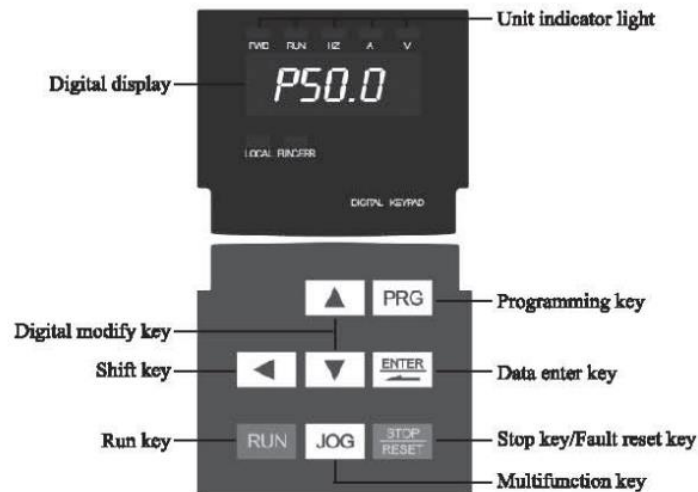 Unit indicator light
FWD RUN HZ A V
Digital display
P50.0
LOCAL FUNC/ERR
DIGITAL KEYPAD
PRG
Programming key
Digital modify key
Shift key
ENTER
Data enter key
Run key
RUN
JOG
STOP
RESET
Stop key/Fault reset key
Multifunction key